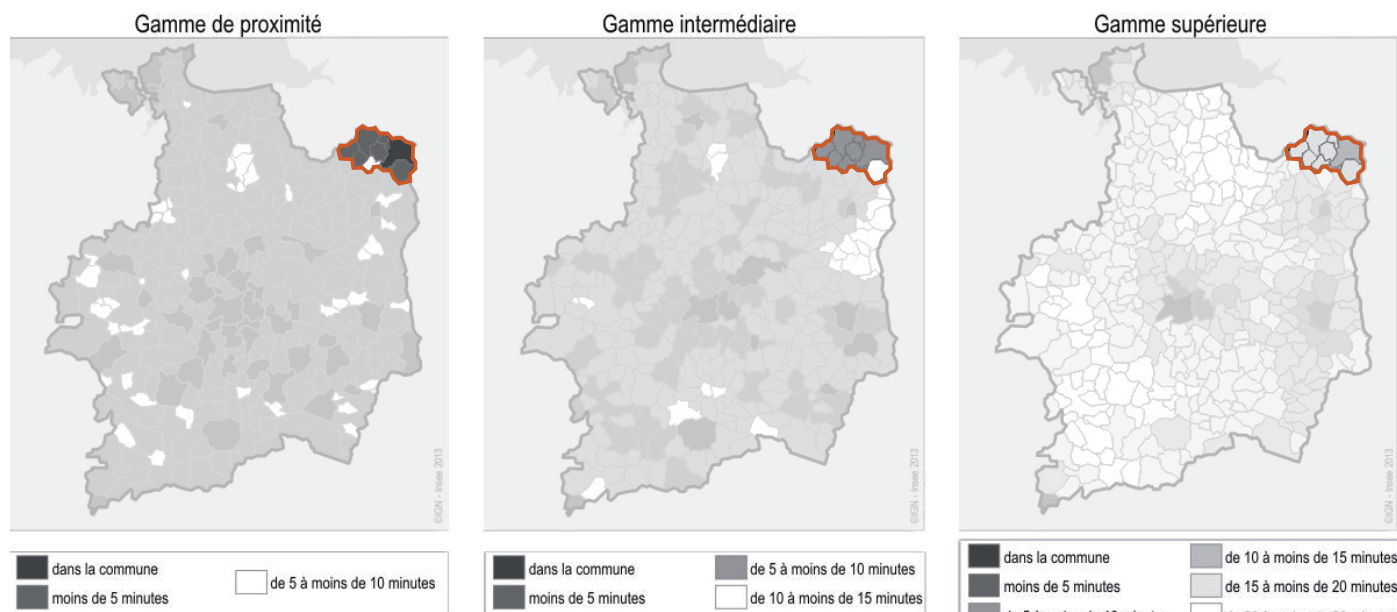 Gamme de proximité
Gamme intermédiaire
Gamme supérieure
©IGN - Insee 2013
©IGN - Insee 2013
©IGN - Insee 2013
dans la commune
moins de 5 minutes
de 5 à moins de 10 minutes
dans la commune
moins de 5 minutes
de 5 à moins de 10 minutes
de 10 à moins de 15 minutes
dans la commune
moins de 5 minutes
de 10 à moins de 15 minutes
de 15 à moins de 20 minutes